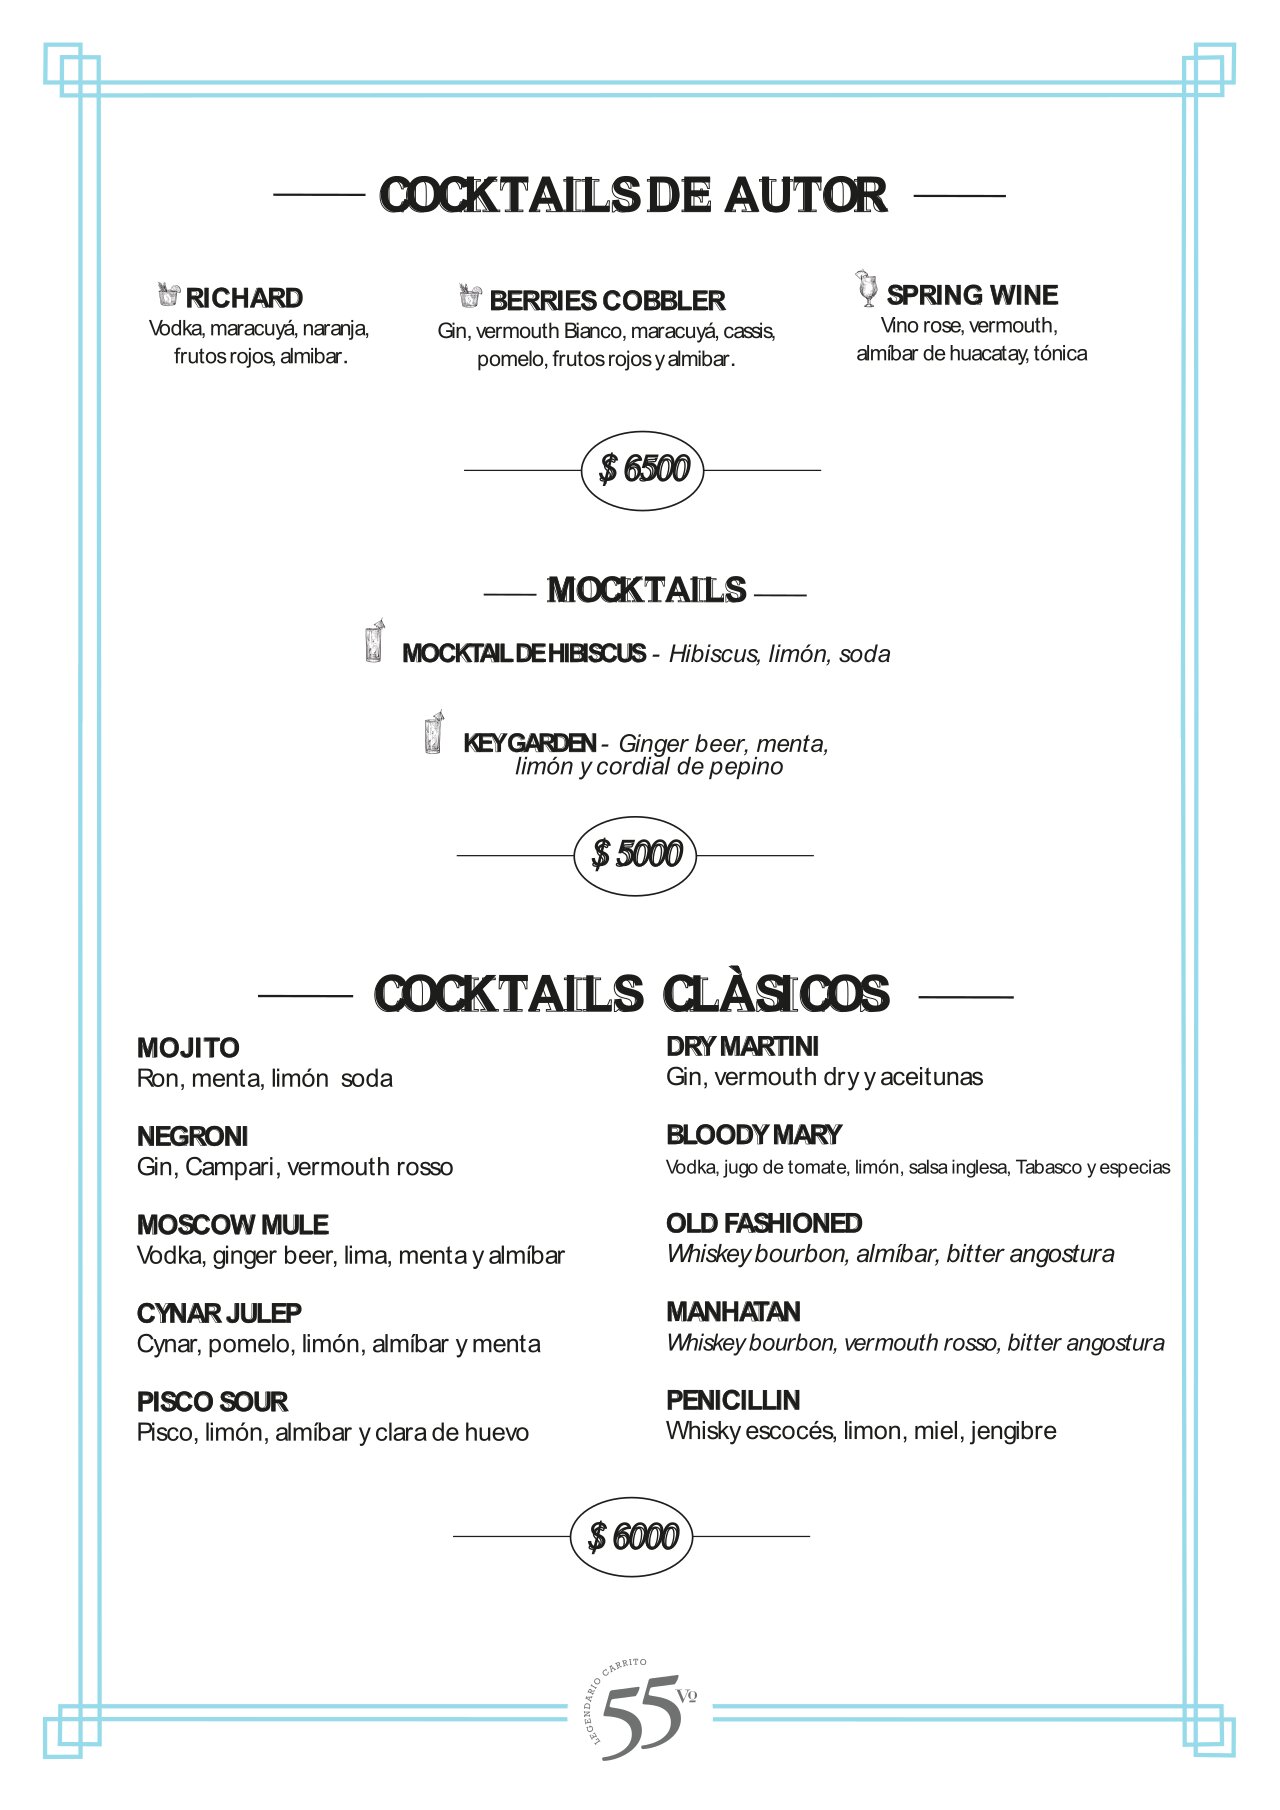 COCKTAILS DE AUTOR
RICHARD
Vodka, maracuyá, naranja,
frutos rojos, almibar.
BERRIES COBBLER
Gin, vermouth Bianco, maracuyá, cassis,
pomelo, frutos rojos y almibar.
SPRING WINE
Vino rose, vermouth,
almíbar de huacatay, tónica
$ 6500
MOCKTAILS
MOCKTAIL DE HIBISCUS - Hibiscus, limón, soda
KEY GARDEN - Ginger beer, menta,
limón y cordial de pepino
$ 5000
COCKTAILS CLÀSICOS
MOJITO
Ron, menta, limón soda
NEGRONI
Gin, Campari, vermouth rosso
MOSCOW MULE
Vodka, ginger beer, lima, menta y almíbar
CYNAR JULEP
Cynar, pomelo, limón, almíbar y menta
PISCO SOUR
Pisco, limón, almíbar y clara de huevo
DRY MARTINI
Gin, vermouth dry y aceitunas
BLOODY MARY
Vodka, jugo de tomate, limón, salsa inglesa, Tabasco y especias
OLD FASHIONED
Whiskey bourbon, almíbar, bitter angostura
MANHATAN
Whiskey bourbon, vermouth rosso, bitter angostura
PENICILLIN
Whisky escocés, limon, miel, jengibre
$ 6000
LEGENDARIO CARRITO
55 Vº